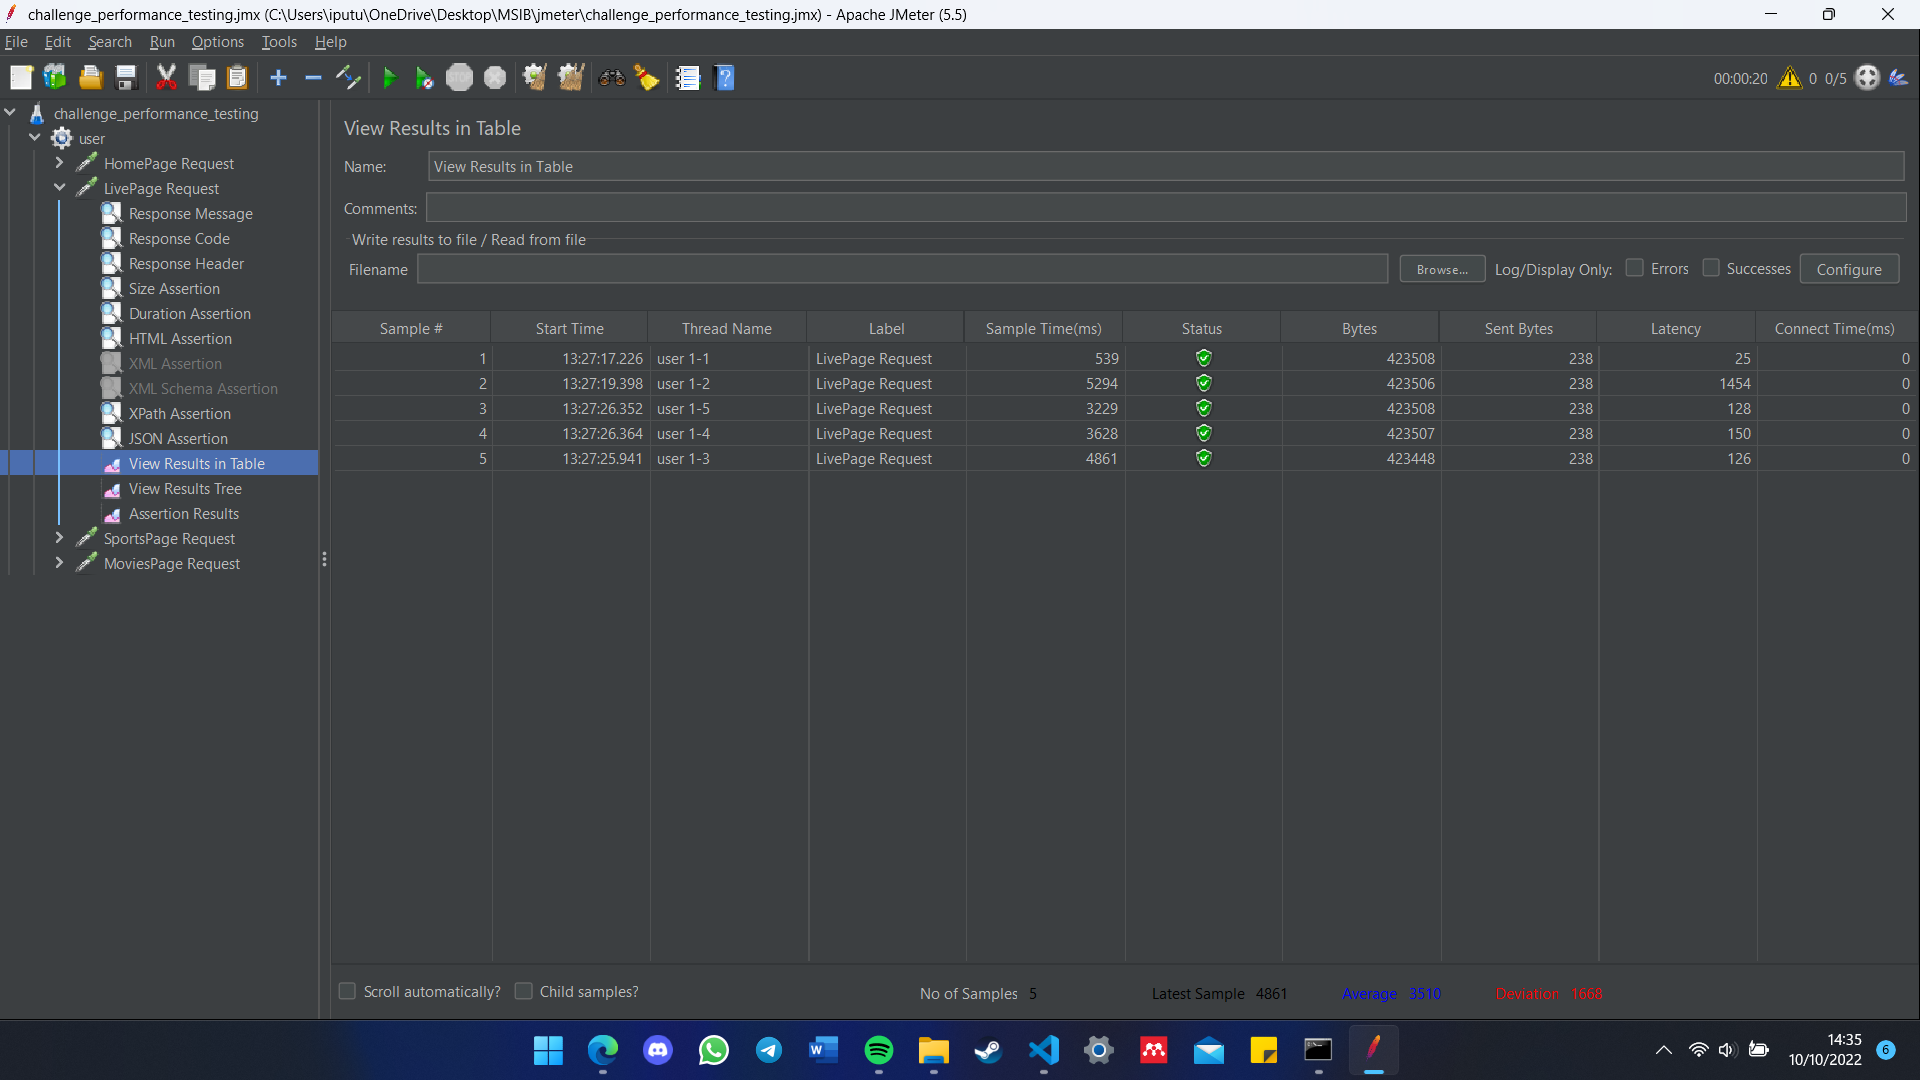 challenge_performance_testing.jmx (C:\Users\iputu\OneDrive\Desktop\MSIB\jmeter\challenge_performance_testing.jmx) - Apache JMeter (5.5)
File Edit Search Run Options Tools Help
STOP 00:00:20 0 0/5
challenge_performance_testing
user
HomePage Request
LivePage Request
Response Message
Response Code
Response Header
Size Assertion
Duration Assertion
HTML Assertion
XML Assertion
XML Schema Assertion
XPath Assertion
JSON Assertion
View Results in Table
View Results Tree
Assertion Results
SportsPage Request
MoviesPage Request
View Results in Table
Name: View Results in Table
Comments:
Write results to file / Read from file
Filename Browse... Log/Display Only: Errors Successes Configure
Sample # Start Time Thread Name Label Sample Time(ms) Status Bytes Sent Bytes Latency Connect Time(ms)
1 13:27:17.226 user 1-1 LivePage Request 539 423508 238 25 0
2 13:27:19.398 user 1-2 LivePage Request 5294 423506 238 1454 0
3 13:27:26.352 user 1-5 LivePage Request 3229 423508 238 128 0
4 13:27:26.364 user 1-4 LivePage Request 3628 423507 238 150 0
5 13:27:25.941 user 1-3 LivePage Request 4861 423448 238 126 0
Scroll automatically? Child samples? No of Samples 5 Latest Sample 4861 Average 3510 Deviation 1668
14:35
10/10/2022 6